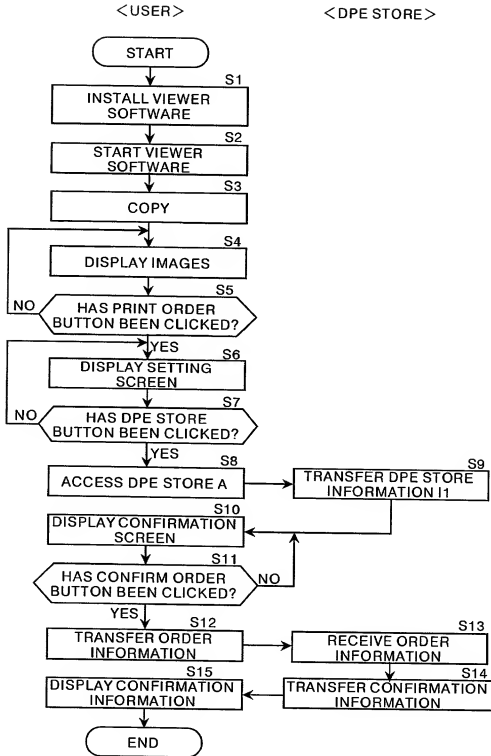 <USER>
<DPE STORE>
START
S1
INSTALL VIEWER
SOFTWARE
S2
START VIEWER
SOFTWARE
S3
COPY
S4
DISPLAY IMAGES
S5
HAS PRINT ORDER
BUTTON BEEN CLICKED?
NO
YES
S6
DISPLAY SETTING
SCREEN
S7
HAS DPE STORE
BUTTON BEEN CLICKED?
NO
YES
S8
ACCESS DPE STORE A
S9
TRANSFER DPE STORE
INFORMATION I1
S10
DISPLAY CONFIRMATION
SCREEN
S11
HAS CONFIRM ORDER
BUTTON BEEN CLICKED?
NO
YES
S12
TRANSFER ORDER
INFORMATION
S13
RECEIVE ORDER
INFORMATION
S14
TRANSFER CONFIRMATION
INFORMATION
S15
DISPLAY CONFIRMATION
INFORMATION
END